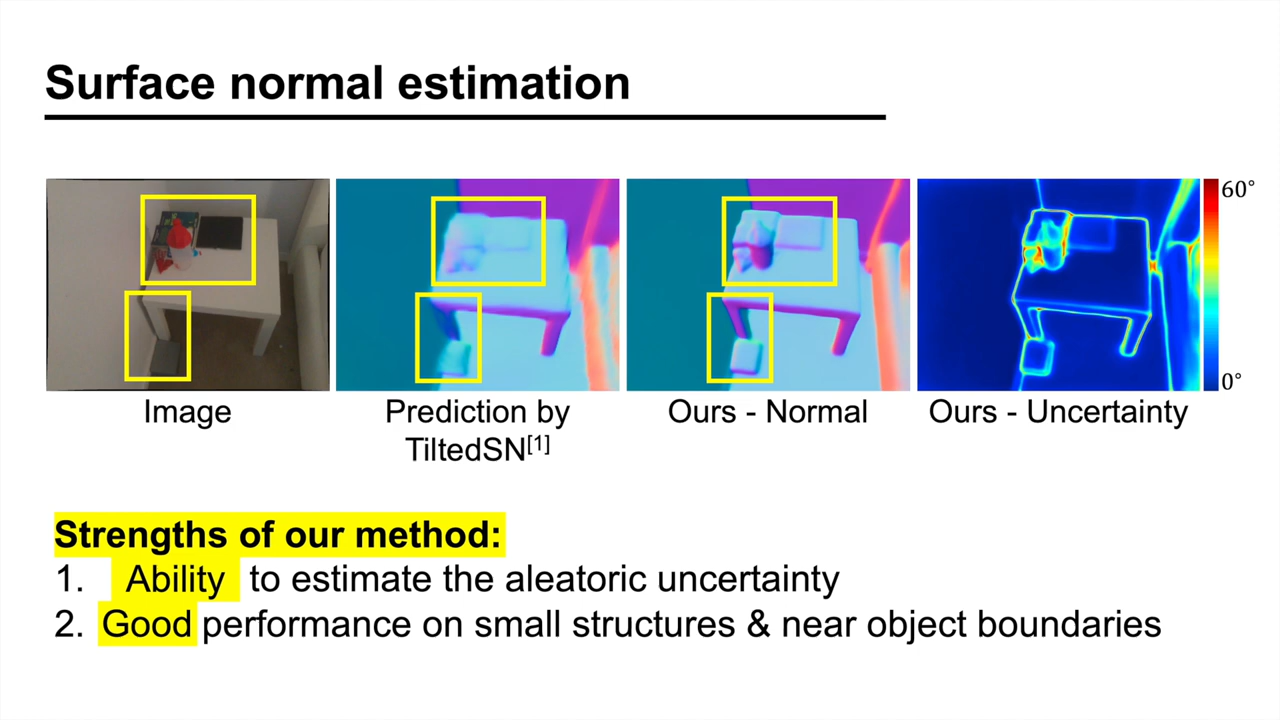 Surface normal estimation
60°
0°
Image
Prediction by
TiltedSN[1]
Ours - Normal
Ours - Uncertainty
Strengths of our method:
1. Ability to estimate the aleatoric uncertainty
2. Good performance on small structures & near object boundaries